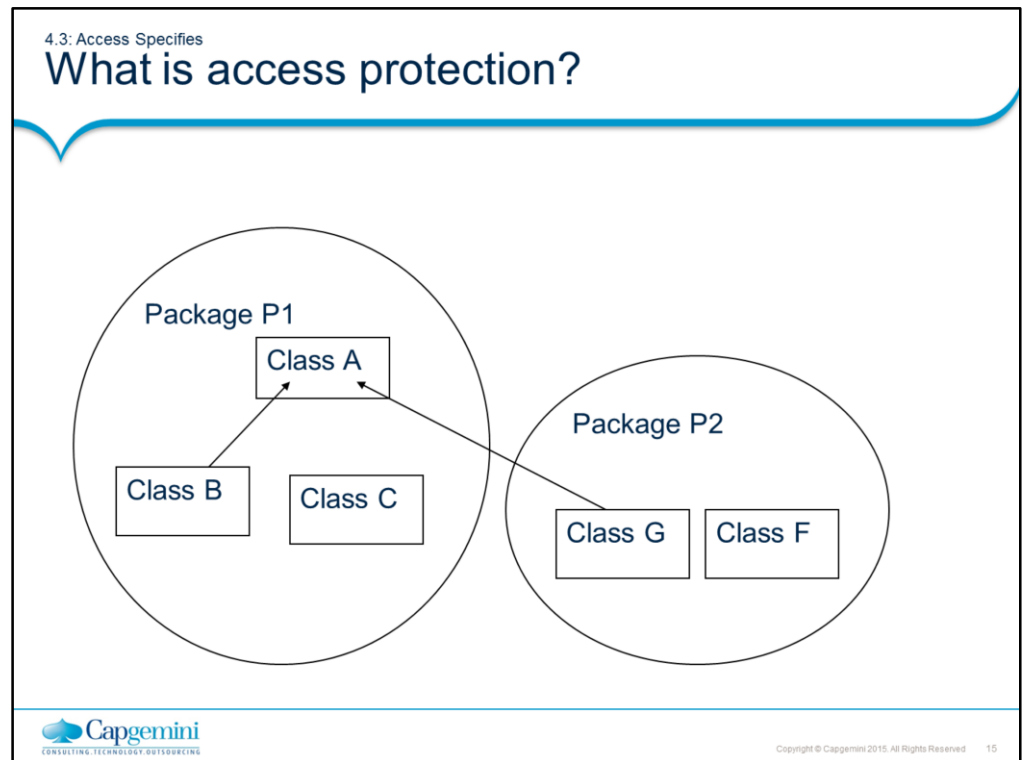 4.3: Access Specifies
What is access protection?
Package P1
Class A
Package P2
Class B
Class C
Class G
Class F
Capgemini
CONSULTING.TECHNOLOGY.OUTSOURCING
Copyright © Capgemini 2015. All Rights Reserved 15